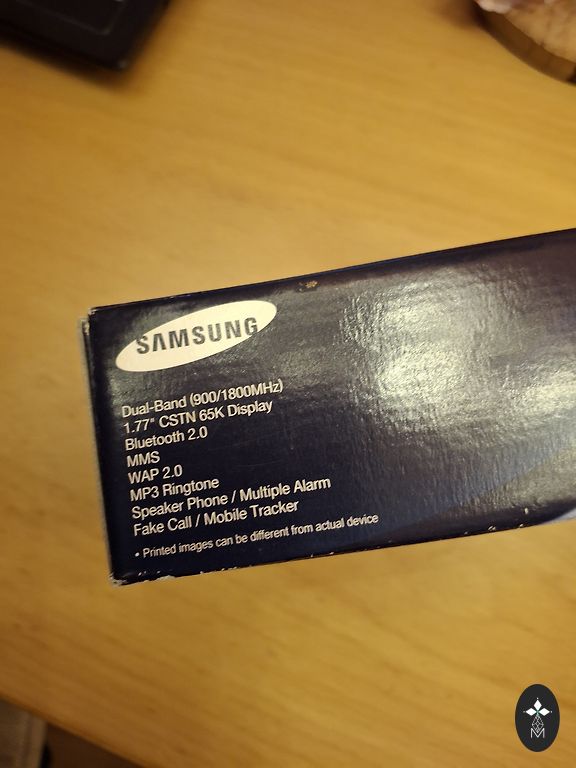 SAMSUNG
Dual-Band (900/1800MHz)
1.77" CSTN 65K Display
Bluetooth 2.0
MMS
WAP 2.0
MP3 Ringtone
Speaker Phone / Multiple Alarm
Fake Call / Mobile Tracker
• Printed images can be different from actual device
M